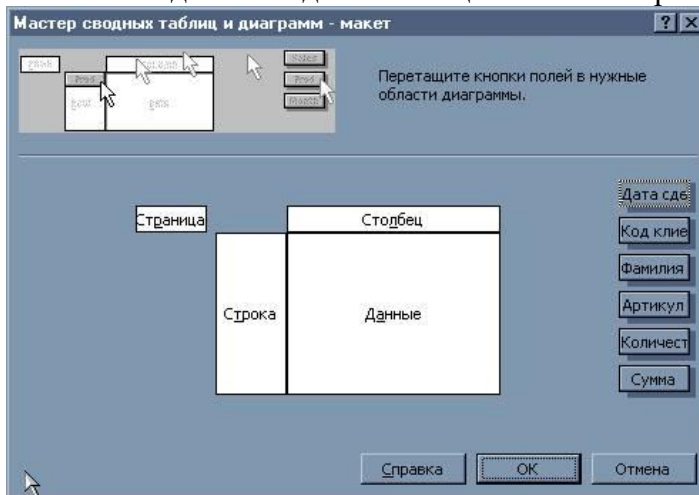 Мастер сводных таблиц и диаграмм - макет
Перетащите кнопки полей в нужные
области диаграммы.
Страница
Столбец
Строка
Данные
Дата сде
Код клие
Фамилия
Артикул
Количест
Сумма
Справка
ОК
Отмена